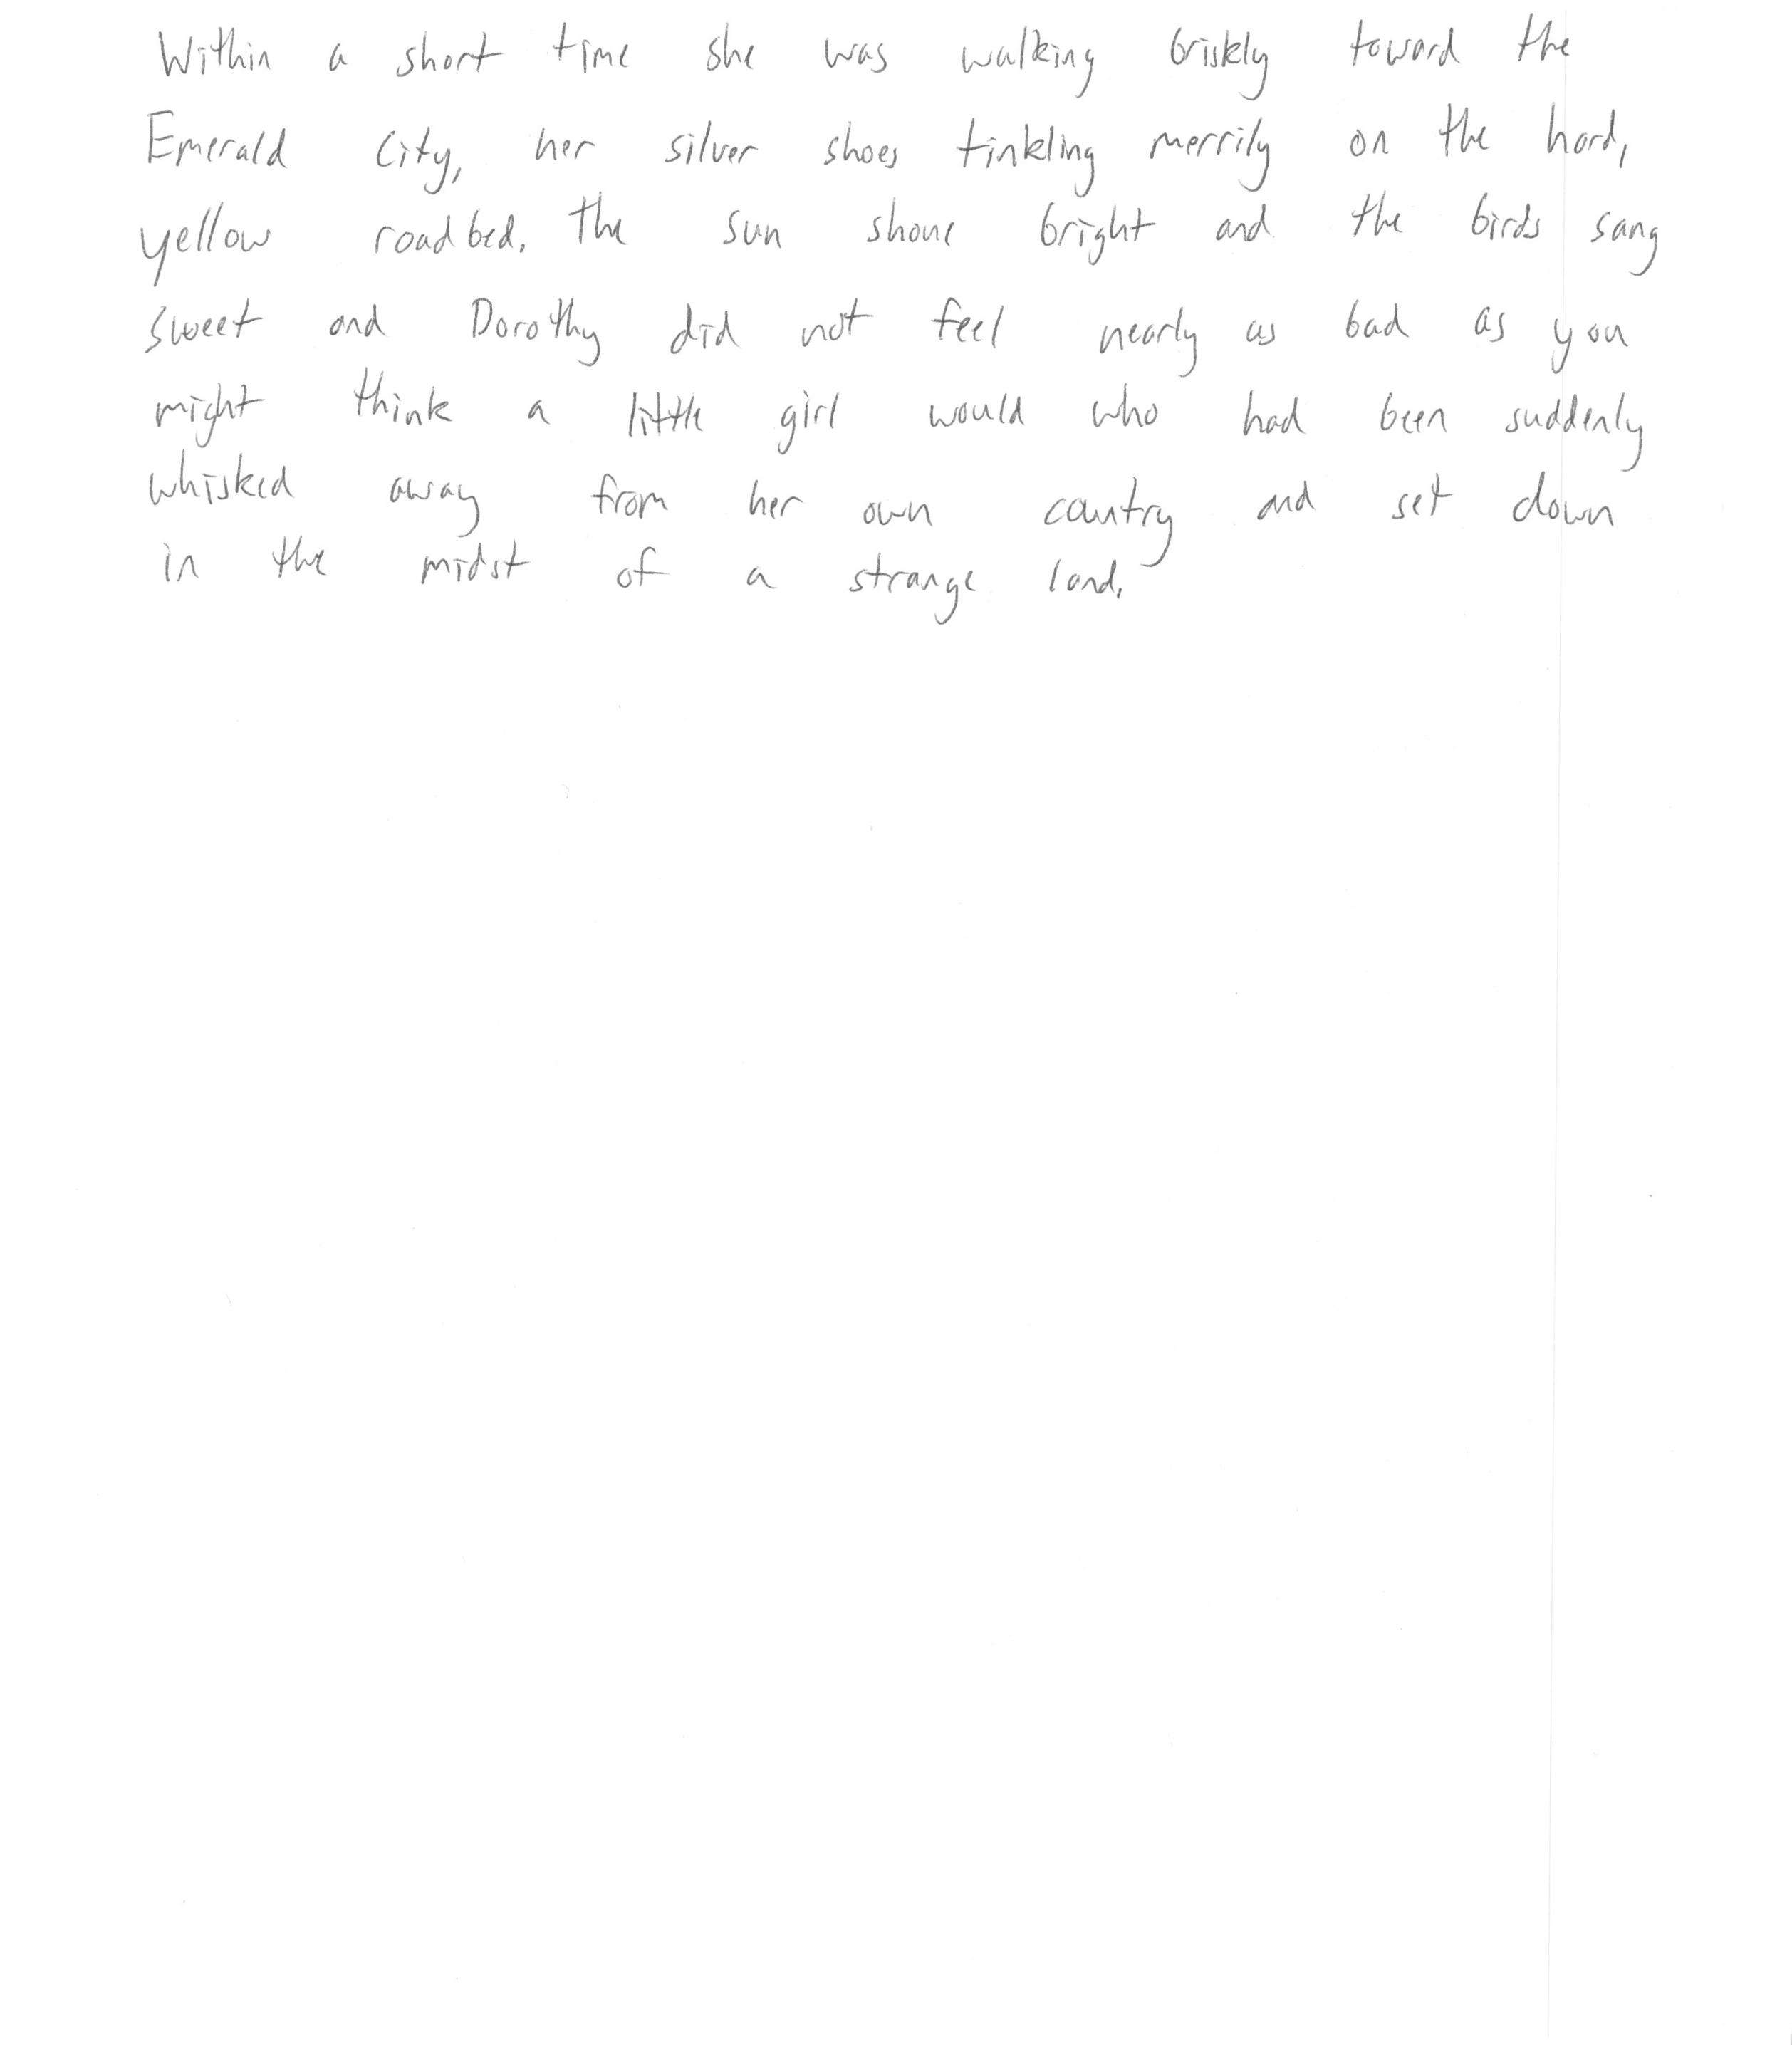 Within a short time she was walking briskly toward the
Emerald City, her silver shoes tinkling merrily on the hard,
yellow roadbed. The sun shone bright and the birds sang
sweet and Dorothy did not feel nearly as bad as you
might think a little girl would who had been suddenly
whisked away from her own country and set down
in the midst of a strange land.